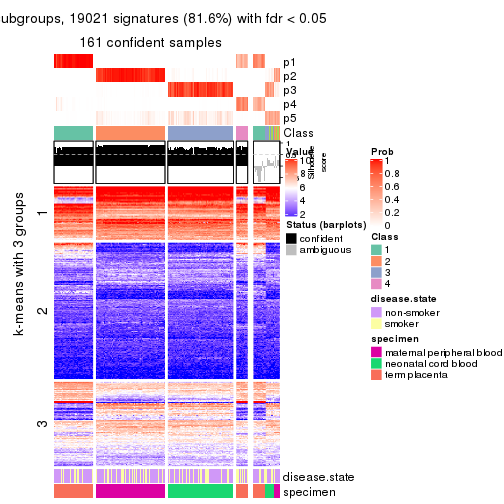 ubgroups, 19021 signatures (81.6%) with fdr < 0.05
161 confident samples
p1
p2
p3
p4
p5
Class
1
Silhouette
score
k-means with 3 groups
1
2
3
disease.state
specimen
Value
10
8
6
4
2
Status (barplots)
confident
ambiguous
Prob
1
0.8
0.6
0.4
0.2
0
Class
1
2
3
4
disease.state
non-smoker
smoker
specimen
maternal peripheral blood
neonatal cord blood
term placenta